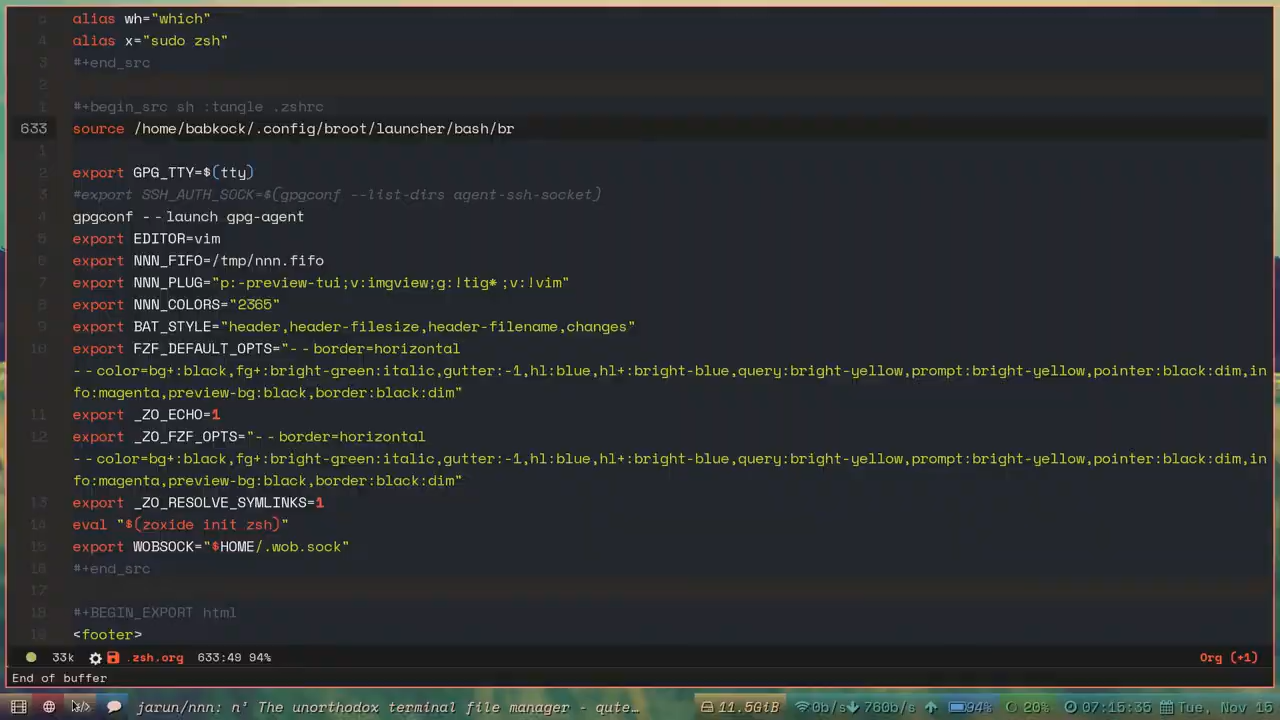 5 alias wh="which"
4 alias x="sudo zsh"
3 #+end_src
2
1 #+begin_src sh :tangle .zshrc
633 source /home/babkock/.config/broot/launcher/bash/br
1
2 export GPG_TTY=$(tty)
3 #export SSH_AUTH_SOCK=$(gpgconf --list-dirs agent-ssh-socket)
4 gpgconf --launch gpg-agent
5 export EDITOR=vim
6 export NNN_FIFO=/tmp/nnn.fifo
7 export NNN_PLUG="p:-preview-tui;v:imgview;g:!tig*;v:!vim"
8 export NNN_COLORS="2365"
9 export BAT_STYLE="header,header-filesize,header-filename,changes"
10 export FZF_DEFAULT_OPTS="--border=horizontal
--color=bg+:black,fg+:bright-green:italic,gutter:-1,hl:blue,hl+:bright-blue,query:bright-yellow,prompt:bright-yellow,pointer:black:dim,in
fo:magenta,preview-bg:black,border:black:dim"
11 export _ZO_ECHO=1
12 export _ZO_FZF_OPTS="--border=horizontal
--color=bg+:black,fg+:bright-green:italic,gutter:-1,hl:blue,hl+:bright-blue,query:bright-yellow,prompt:bright-yellow,pointer:black:dim,in
fo:magenta,preview-bg:black,border:black:dim"
13 export _ZO_RESOLVE_SYMLINKS=1
14 eval "$(zoxide init zsh)"
15 export WOBSOCK="$HOME/.wob.sock"
16 #+end_src
17
18 #+BEGIN_EXPORT html
19 <footer>
33k .zsh.org 633:49 94% Org (+1)
End of buffer
jarun/nnn: n³ The unorthodox terminal file manager - qute… 11.5GiB 0b/s 760b/s 94% 20% 07:15:35 Tue, Nov 15